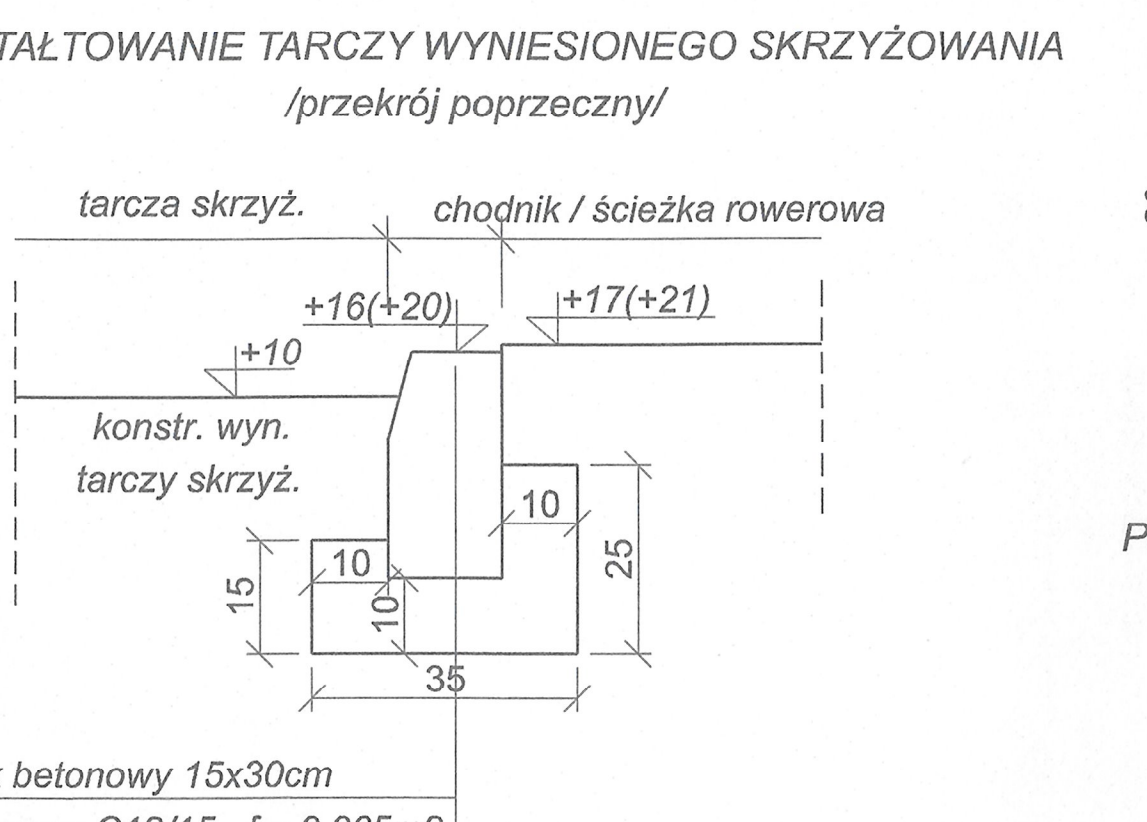 TAŁTOWANIE TARCZY WYNIESIONEGO SKRZYŻOWANIA
/przekrój poprzeczny/
tarcza skrzyż.
chodnik / ścieżka rowerowa
+16(+20)
+17(+21)
+10
konstr. wyn.
tarczy skrzyż.
10
10
15
25
10
35
betonowy 15x30cm